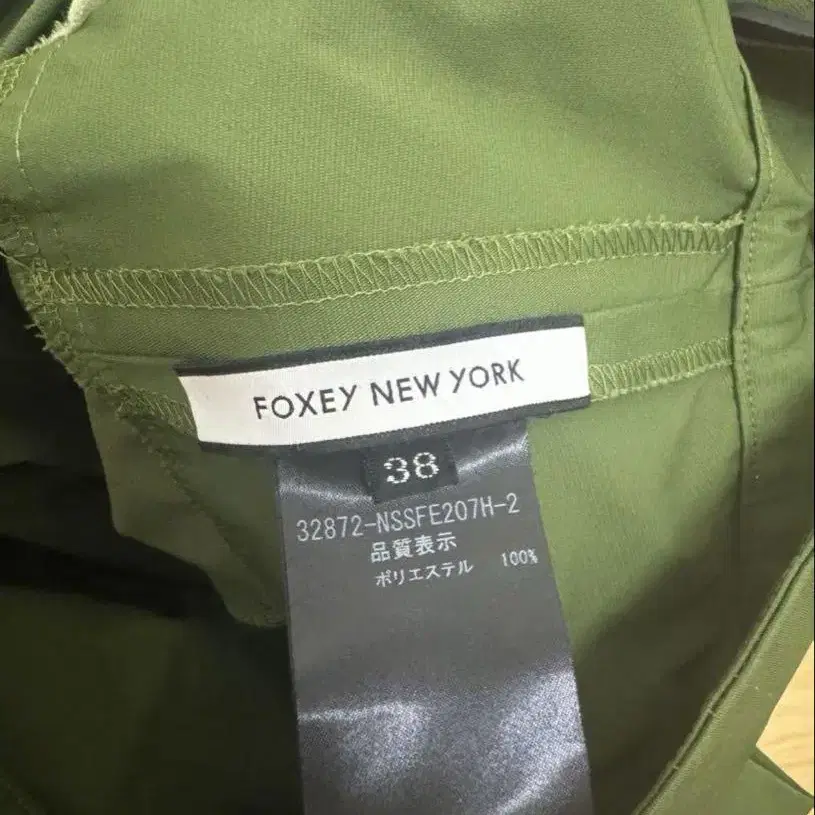 FOXEY NEW YORK
38
32872-NSSFE207H-2
品質表示
ポリエステル 100%